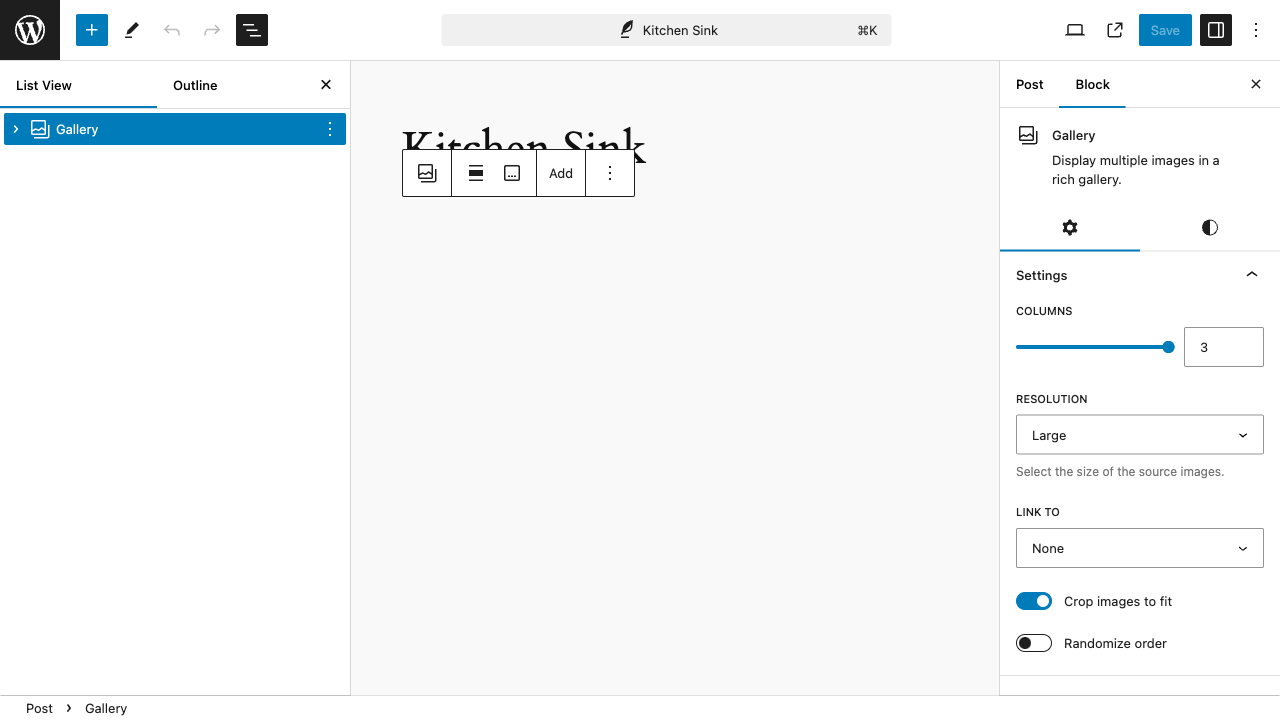 Kitchen Sink
⌘K
Save
List View
Outline
Gallery
Kitchen Sink
Add
Post
Block
Gallery
Display multiple images in a
rich gallery.
Settings
COLUMNS
3
RESOLUTION
Large
Select the size of the source images.
LINK TO
None
Crop images to fit
Randomize order
Post
Gallery